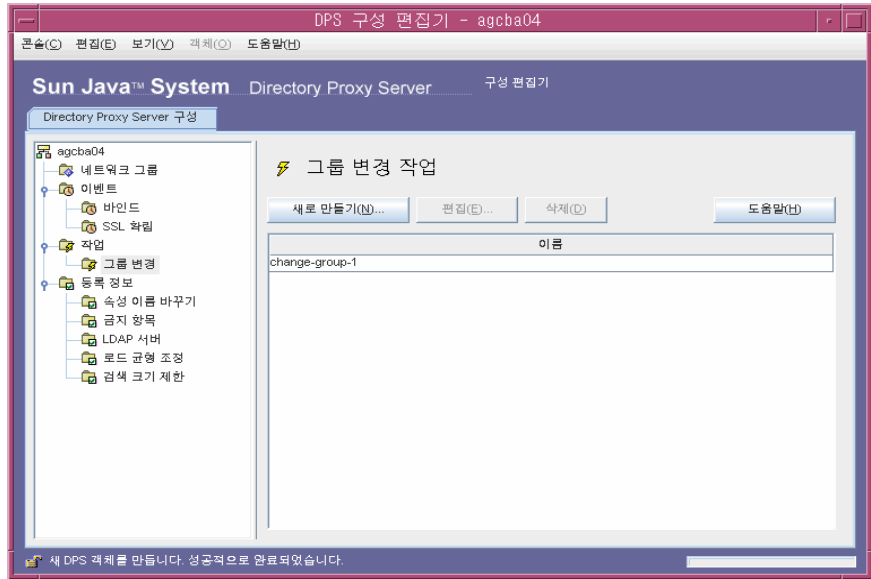 DPS 구성 편집기 - agcba04
콘솔(C) 편집(E) 보기(V) 객체(O) 도움말(H)
Sun Java™ System Directory Proxy Server 구성 편집기
Directory Proxy Server 구성
agcba04
네트워크 그룹
이벤트
바인드
SSL 확립
작업
그룹 변경
등록 정보
속성 이름 바꾸기
금지 항목
LDAP 서버
로드 균형 조정
검색 크기 제한
그룹 변경 작업
새로 만들기(N)... 편집(E)... 삭제(D) 도움말(H)
이름
change-group-1
새 DPS 객체를 만듭니다. 성공적으로 완료되었습니다.